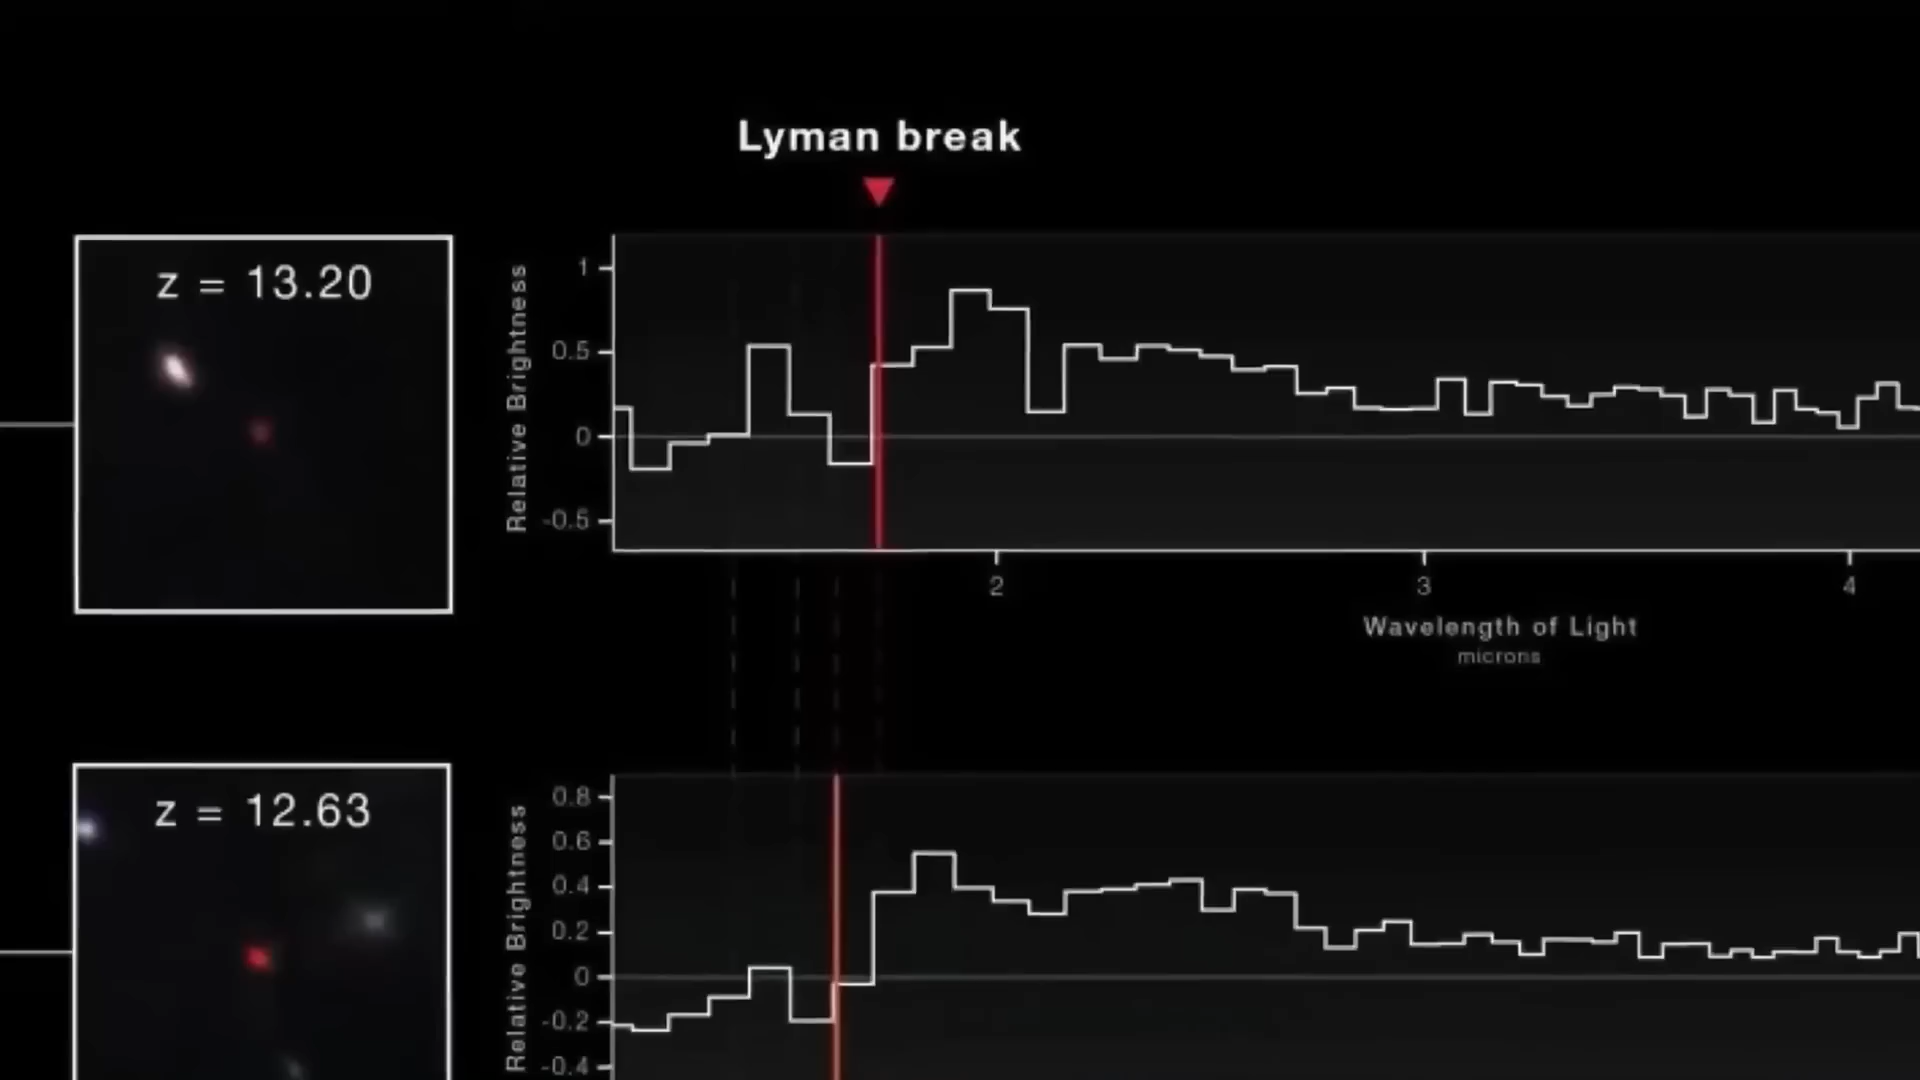 Lyman break
z = 13.20
Relative Brightness
1
0.5
0
-0.5
2
3
4
Wavelength of Light
microns
z = 12.63
Relative Brightness
0.8
0.6
0.4
0.2
0
-0.2
-0.4